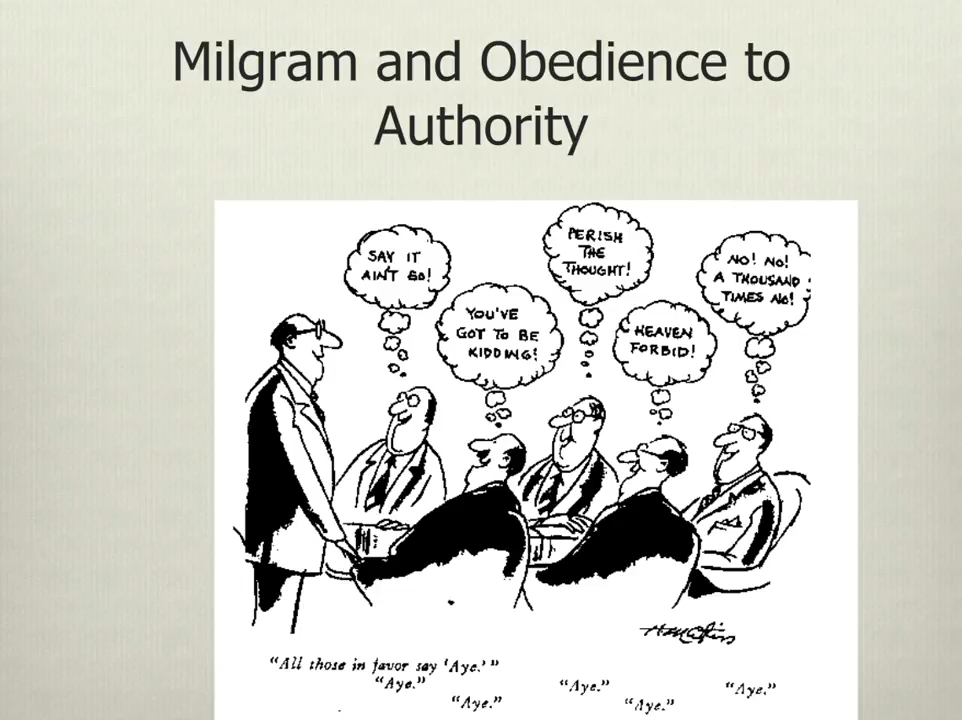 Milgram and Obedience to
Authority
SAY IT
AIN'T SO!
YOU'VE
GOT TO BE
KIDDING!
PERISH
THE
THOUGHT!
HEAVEN
FORBID!
NO! NO!
A THOUSAND
TIMES NO!
"All those in favor say 'Aye.'"
"Aye."
"Aye."
"Aye."
"Aye."
"Aye."